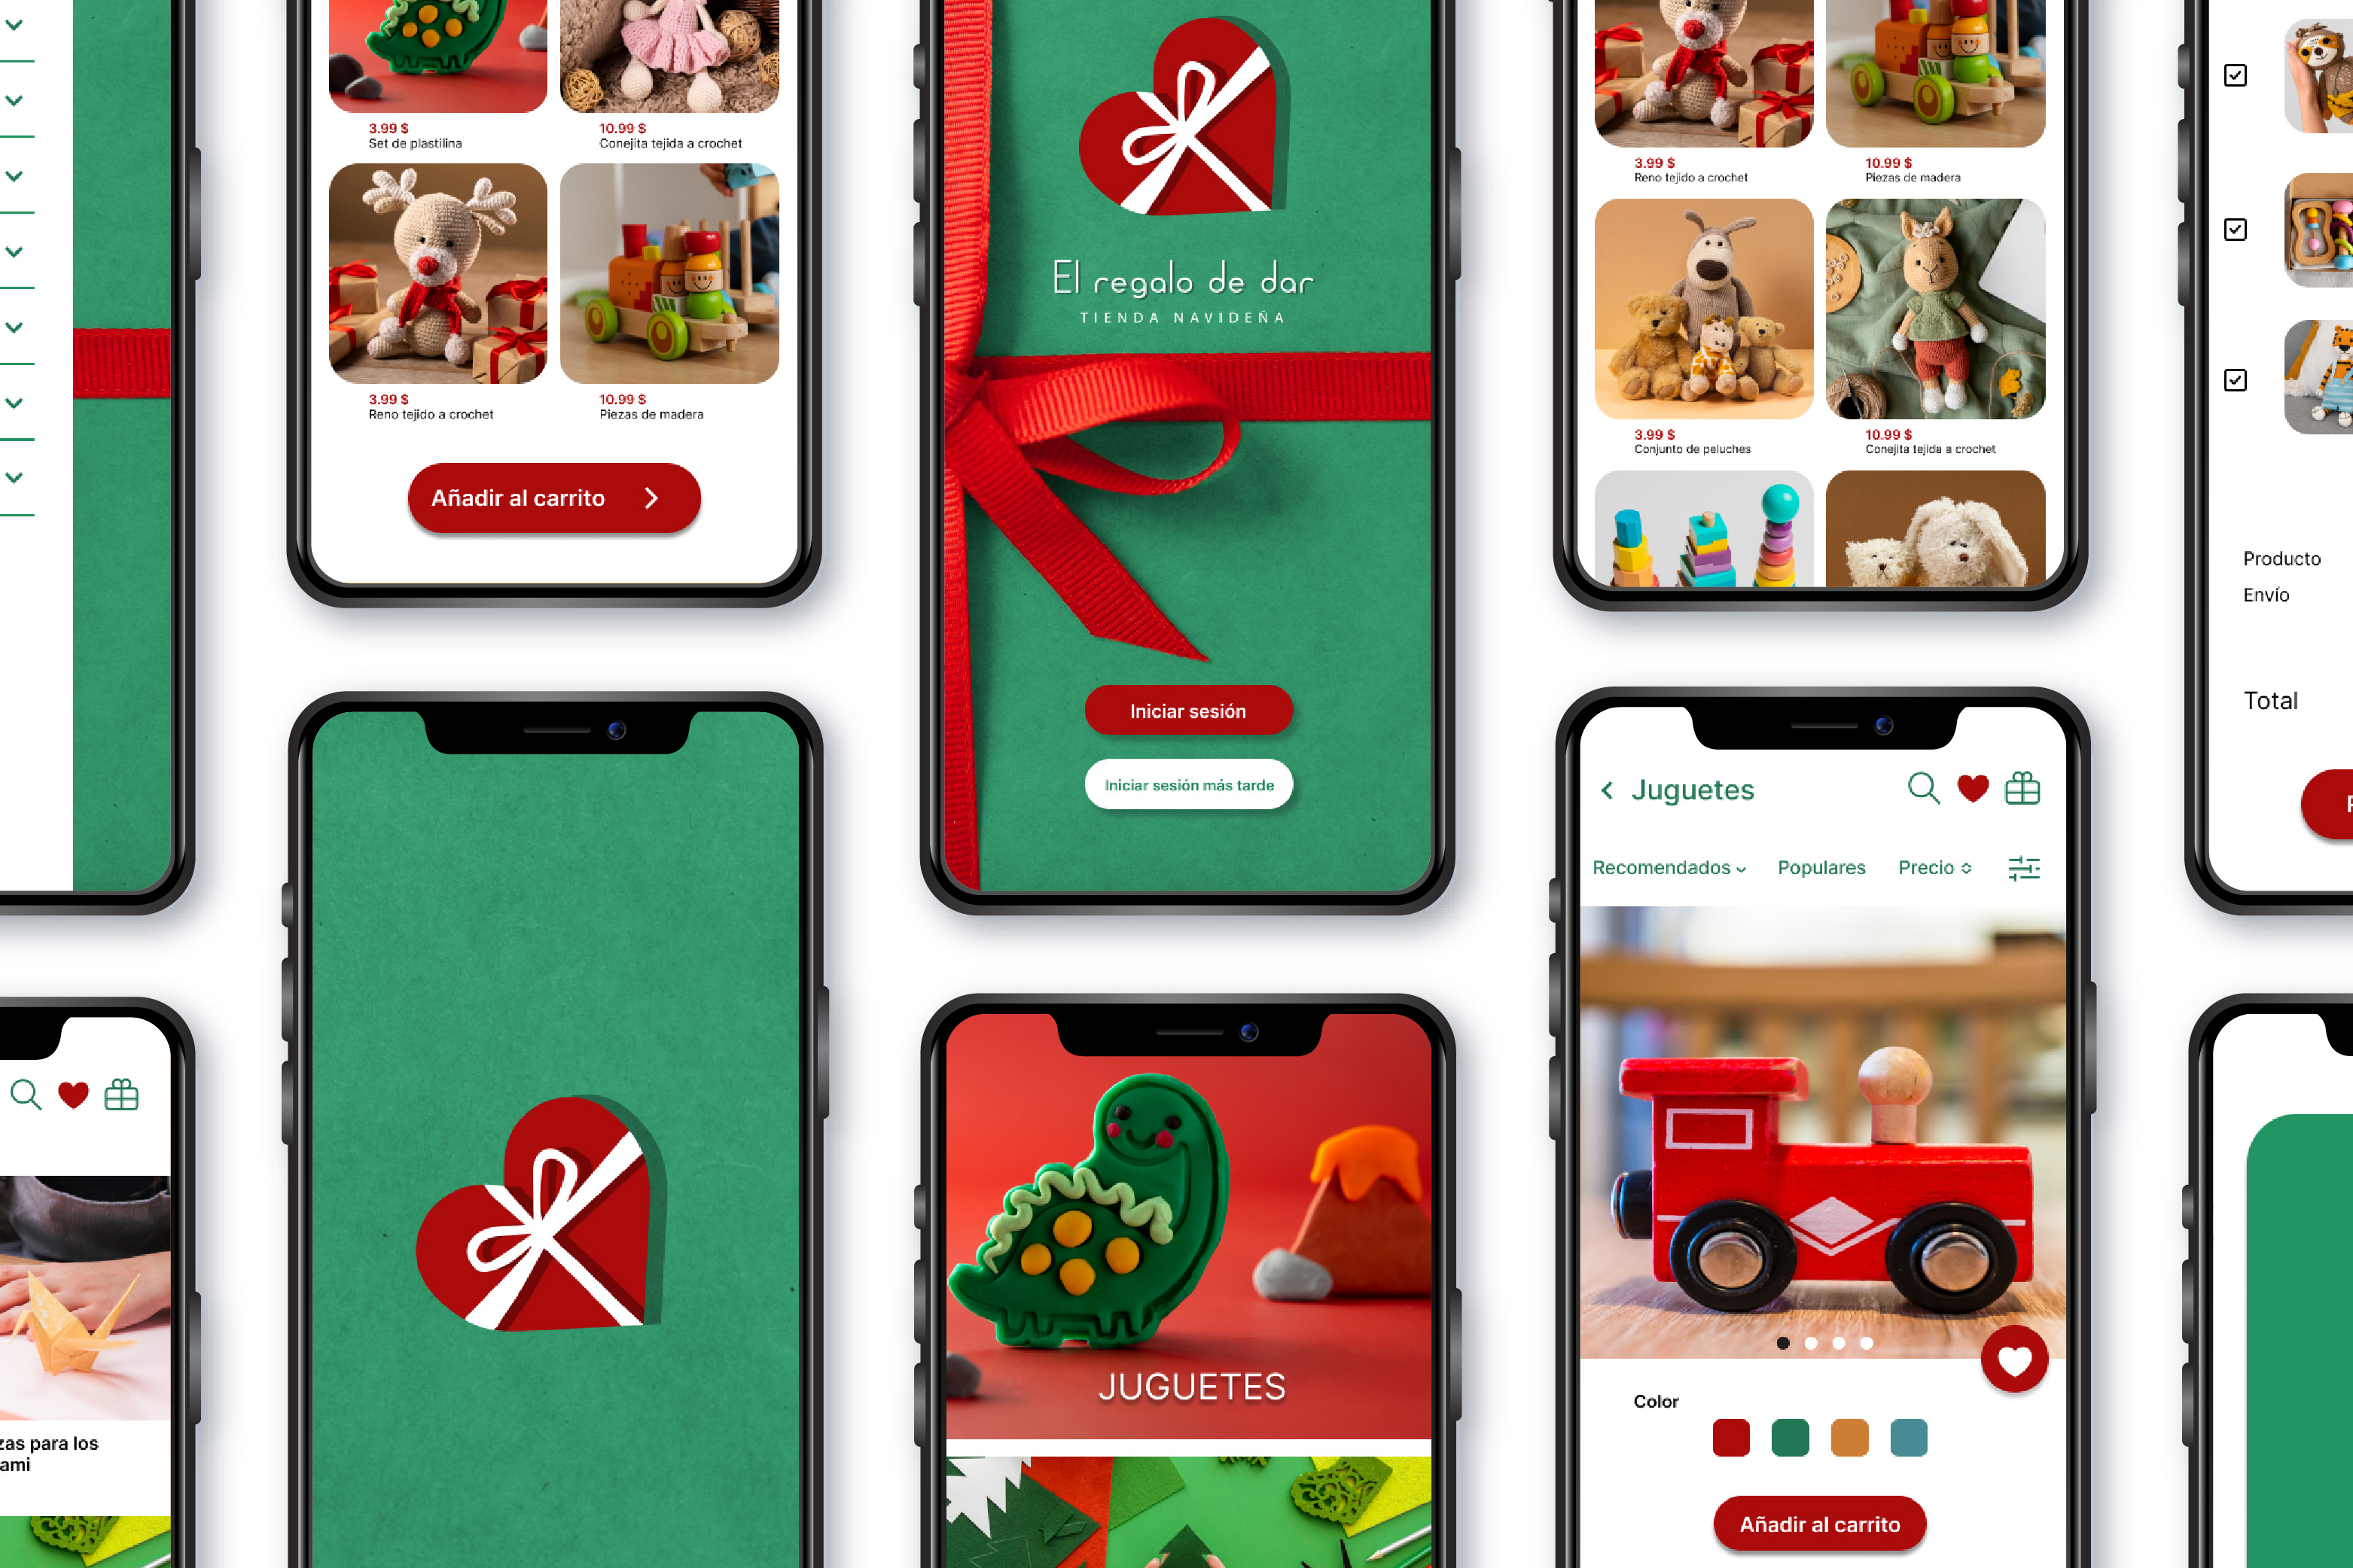 3.99 $
Set de plastilina
10.99 $
Conejita tejida a crochet
3.99 $
Reno tejido a crochet
10.99 $
Piezas de madera
Añadir al carrito
El regalo de dar
TIENDA NAVIDEÑA
Iniciar sesión
Iniciar sesión más tarde
3.99 $
Reno tejido a crochet
10.99 $
Piezas de madera
3.99 $
Conjunto de peluches
10.99 $
Conejita tejida a crochet
Producto
Envío
Total
zas para los
ami
JUGUETES
Juguetes
Recomendados
Populares
Precio
Color
Añadir al carrito